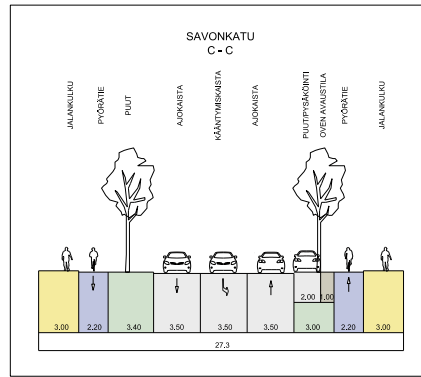 SAVONKATU
C - C
JALANKULKU
PYÖRÄTIE
PUUT
AJOKAISTA
KÄÄNTYMISKAISTA
AJOKAISTA
PUUT/PYSÄKÖINTI
OVEN AVAUSTILA
PYÖRÄTIE
JALANKULKU
2.00 1.00
3.00 2.20 3.40 3.50 3.50 3.50 3.00 2.20 3.00
27.3